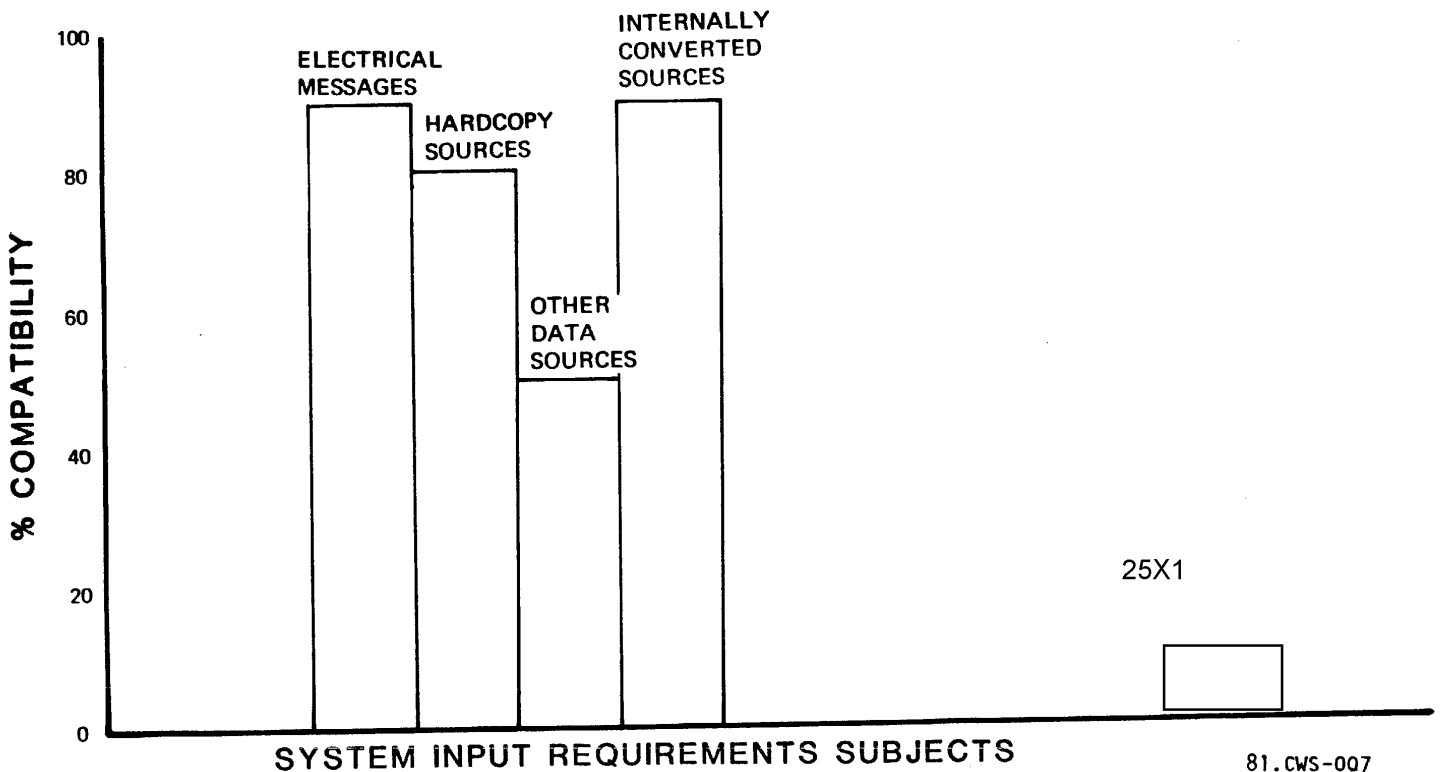 100
80
60
40
20
0
% COMPATIBILITY
ELECTRICAL
MESSAGES
HARDCOPY
SOURCES
OTHER
DATA
SOURCES
INTERNALLY
CONVERTED
SOURCES
25X1
SYSTEM INPUT REQUIREMENTS SUBJECTS
81.CWS-007